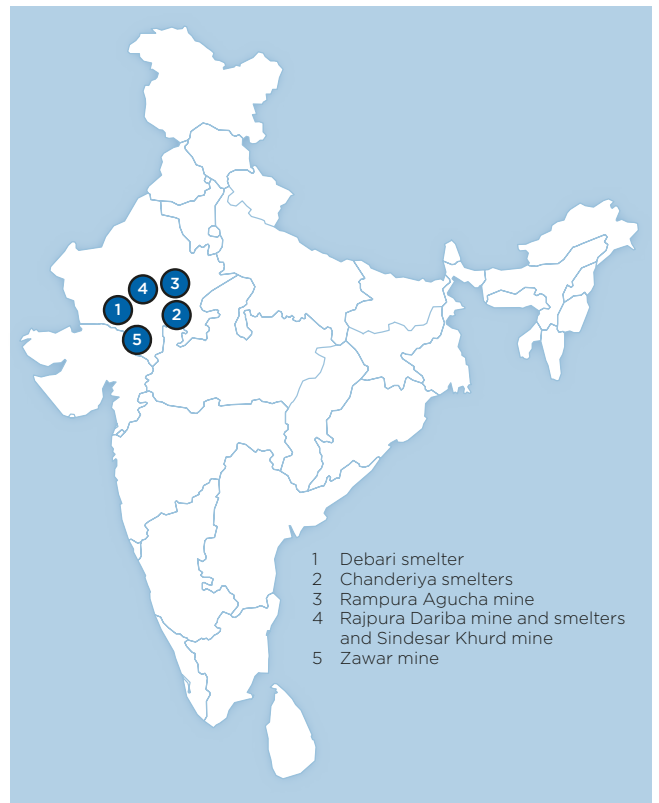 4
3
1
2
5
1 Debari smelter
2 Chanderiya smelters
3 Rampura Agucha mine
4 Rajpura Dariba mine and smelters
and Sindesar Khurd mine
5 Zawar mine